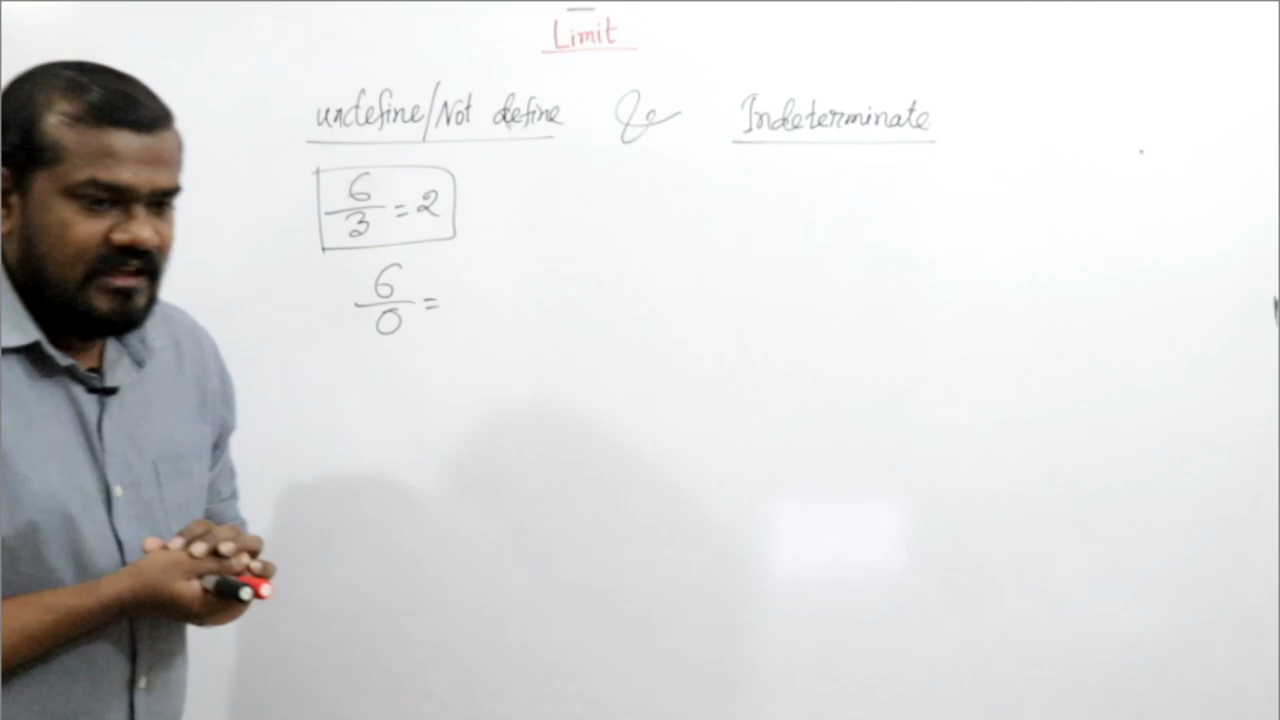 Limit
undefine/Not define & Indeterminate
6/3 = 2
6/0 =